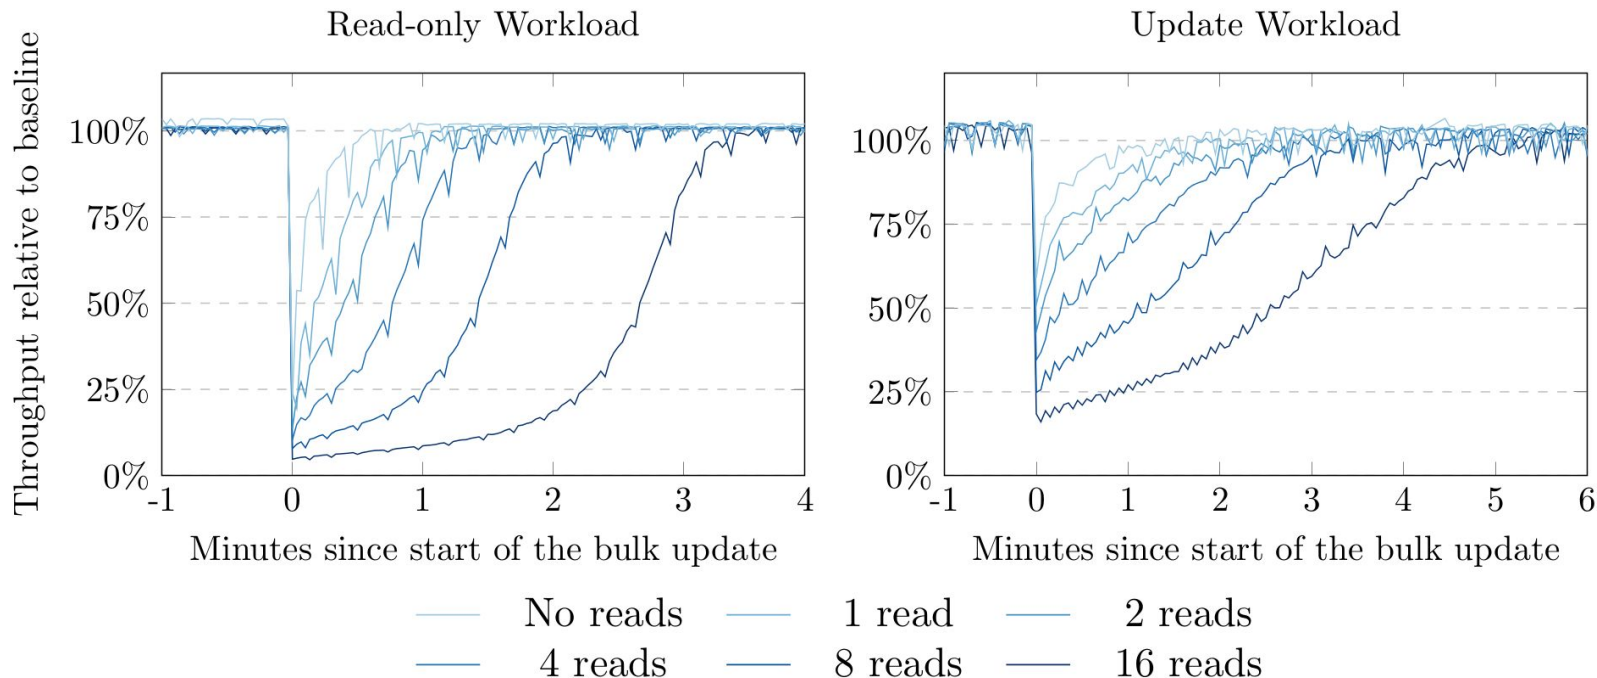 Read-only Workload
Update Workload
Throughput relative to baseline
100%
75%
50%
25%
0%
-1 0 1 2 3 4
Minutes since start of the bulk update
100%
75%
50%
25%
0%
-1 0 1 2 3 4 5 6
Minutes since start of the bulk update
No reads 1 read 2 reads
4 reads 8 reads 16 reads